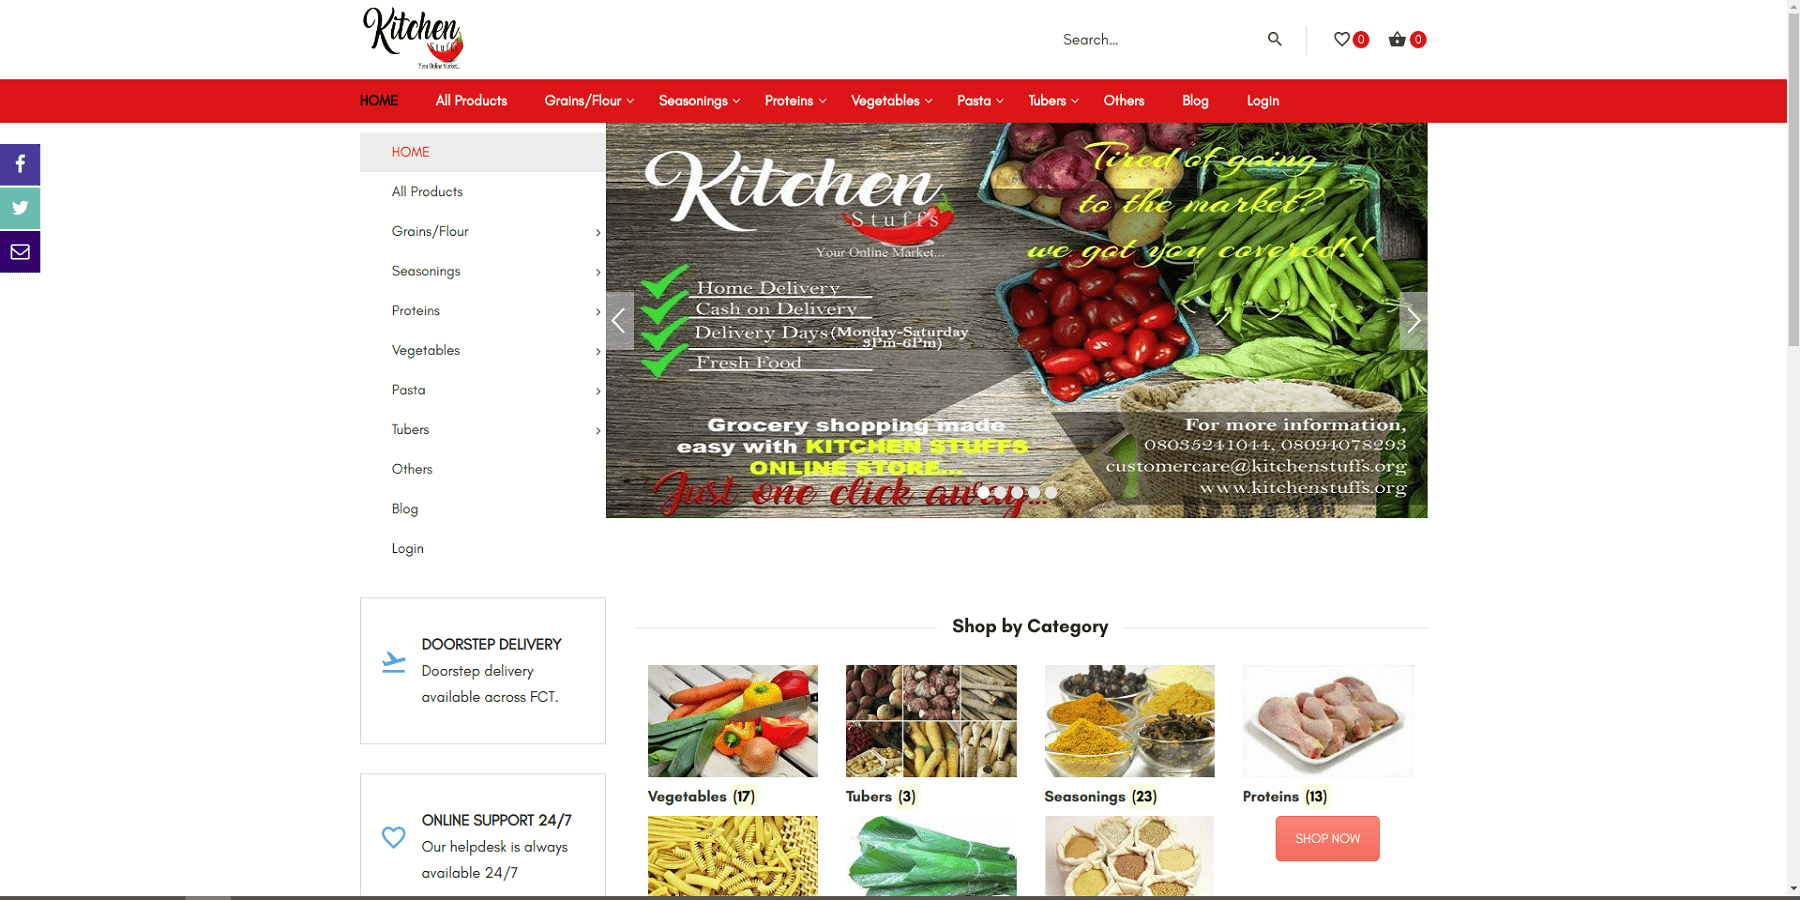 Kitchen
Stuffs
Your Online Market...
Search...
0
0
HOME
All Products
Grains/Flour
Seasonings
Proteins
Vegetables
Pasta
Tubers
Others
Blog
Login
HOME
All Products
Grains/Flour
Seasonings
Proteins
Vegetables
Pasta
Tubers
Others
Blog
Login
Kitchen
Stuffs
Your Online Market...
Tired of going
to the market?
we got you covered!!
Home Delivery
Cash on Delivery
Delivery Days(Monday-Saturday
3Pm-6Pm)
Fresh Food
Grocery shopping made
easy with KITCHEN STUFFS
ONLINE STORE...
Just one click away...
For more information,
08035241044, 08094078293
customercare@kitchenstuffs.org
www.kitchenstuffs.org
DOORSTEP DELIVERY
Doorstep delivery
available across FCT.
ONLINE SUPPORT 24/7
Our helpdesk is always
available 24/7
Shop by Category
Vegetables (17)
Tubers (3)
Seasonings (23)
Proteins (13)
SHOP NOW